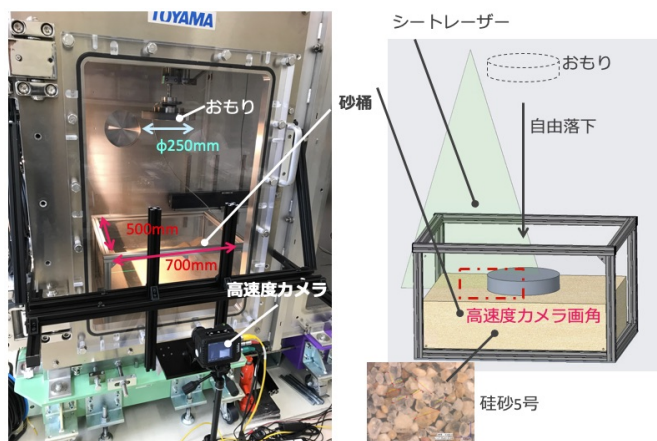 TOYAMA
おもり
φ250mm
500mm
700mm
高速度カメラ
シートレーザー
おもり
砂桶
自由落下
高速度カメラ画角
硅砂5号